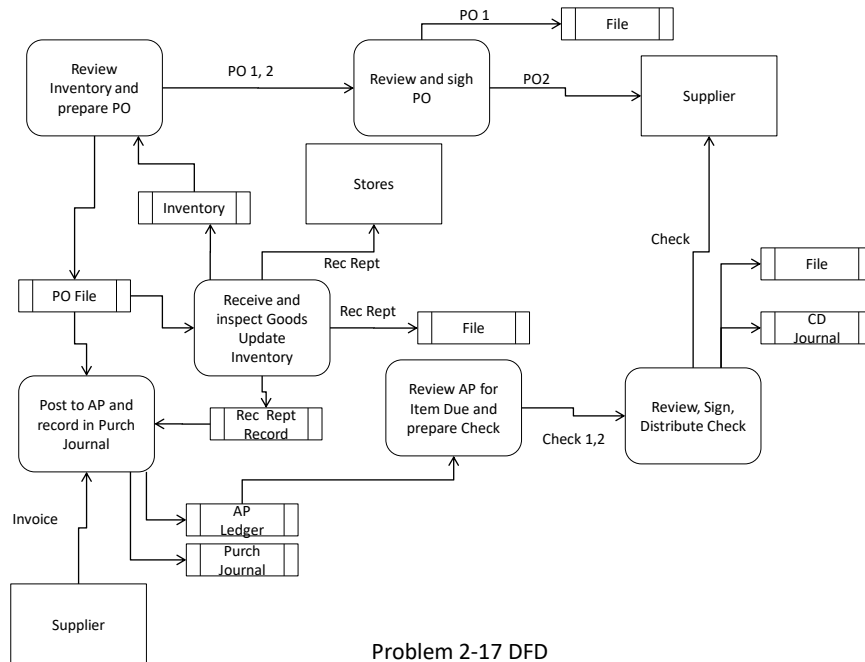 PO 1
File
Review
Inventory and
prepare PO
PO 1, 2
Review and sigh
PO
PO2
Supplier
Stores
Inventory
Check
Rec Rept
File
PO File
Receive and
inspect Goods
Update
Inventory
Rec Rept
File
CD
Journal
Post to AP and
record in Purch
Journal
Rec Rept
Record
Review AP for
Item Due and
prepare Check
Check 1,2
Review, Sign,
Distribute Check
Invoice
AP
Ledger
Purch
Journal
Supplier
Problem 2-17 DFD